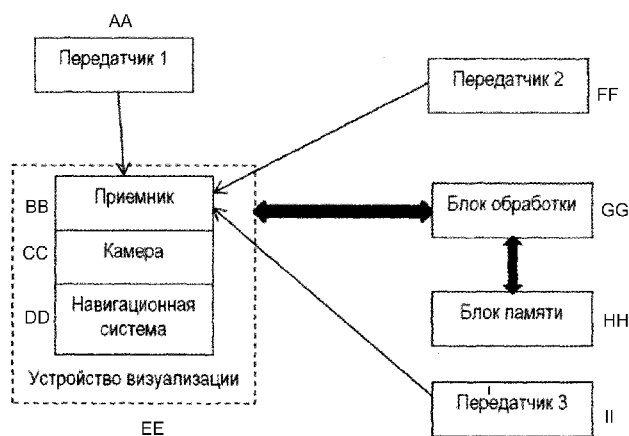 AA
Передатчик 1
Передатчик 2
FF
BB
Приемник
CC
Камера
DD
Навигационная
система
Устройство визуализации
EE
Блок обработки
GG
Блок памяти
HH
Передатчик 3
II